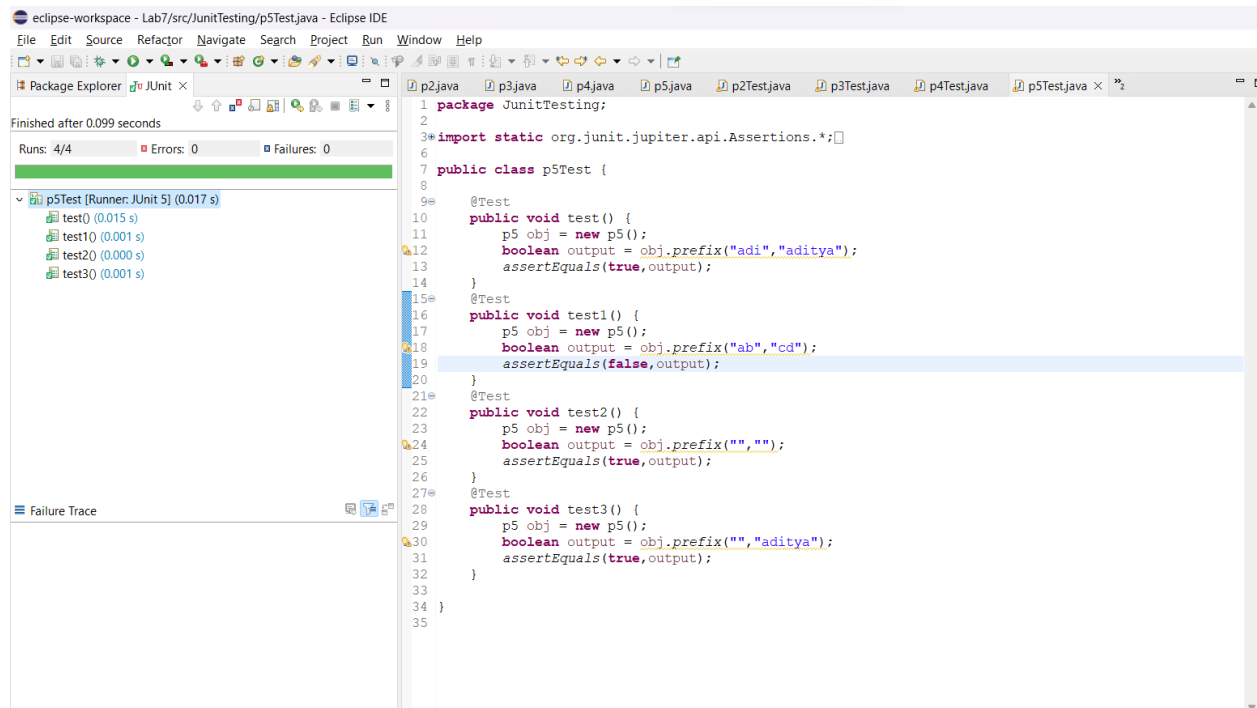 eclipse-workspace - Lab7/src/JunitTesting/p5Test.java - Eclipse IDE
File Edit Source Refactor Navigate Search Project Run Window Help
Package Explorer JUnit
Finished after 0.099 seconds
Runs: 4/4 Errors: 0 Failures: 0
p5Test [Runner: JUnit 5] (0.017 s)
test() (0.015 s)
test1() (0.001 s)
test2() (0.000 s)
test3() (0.001 s)
Failure Trace
p2.java p3.java p4.java p5.java p2Test.java p3Test.java p4Test.java p5Test.java »2
1 package JunitTesting;
2
3 import static org.junit.jupiter.api.Assertions.*;
6
7 public class p5Test {
8
9 @Test
10 public void test() {
11 p5 obj = new p5();
12 boolean output = obj.prefix("adi","aditya");
13 assertEquals(true,output);
14 }
15 @Test
16 public void test1() {
17 p5 obj = new p5();
18 boolean output = obj.prefix("ab","cd");
19 assertEquals(false,output);
20 }
21 @Test
22 public void test2() {
23 p5 obj = new p5();
24 boolean output = obj.prefix("","");
25 assertEquals(true,output);
26 }
27 @Test
28 public void test3() {
29 p5 obj = new p5();
30 boolean output = obj.prefix("","aditya");
31 assertEquals(true,output);
32 }
33
34 }
35